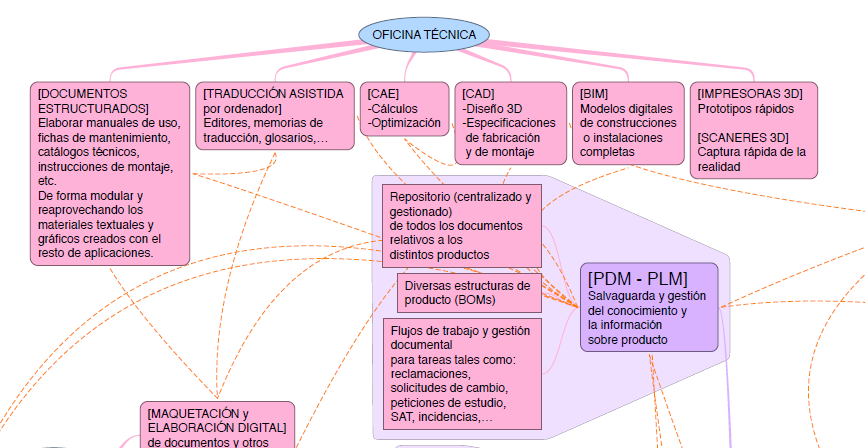 OFICINA TÉCNICA
[DOCUMENTOS
ESTRUCTURADOS]
Elaborar manuales de uso,
fichas de mantenimiento,
catálogos técnicos,
instrucciones de montaje,
etc.
De forma modular y
reaprovechando los
materiales textuales y
gráficos creados con el
resto de aplicaciones.
[TRADUCCIÓN ASISTIDA
por ordenador]
Editores, memorias de
traducción, glosarios,...
[CAE]
-Cálculos
-Optimización
[CAD]
-Diseño 3D
-Especificaciones
de fabricación
y de montaje
[BIM]
Modelos digitales
de construcciones
o instalaciones
completas
[IMPRESORAS 3D]
Prototipos rápidos
[SCANERES 3D]
Captura rápida de la
realidad
Repositorio (centralizado y
gestionado)
de todos los documentos
relativos a los
distintos productos
Diversas estructuras de
producto (BOMs)
Flujos de trabajo y gestión
documental
para tareas tales como:
reclamaciones,
solicitudes de cambio,
peticiones de estudio,
SAT, incidencias,...
[PDM - PLM]
Salvaguarda y gestión
del conocimiento y
la información
sobre producto
[MAQUETACIÓN y
ELABORACIÓN DIGITAL]
de documentos y otros